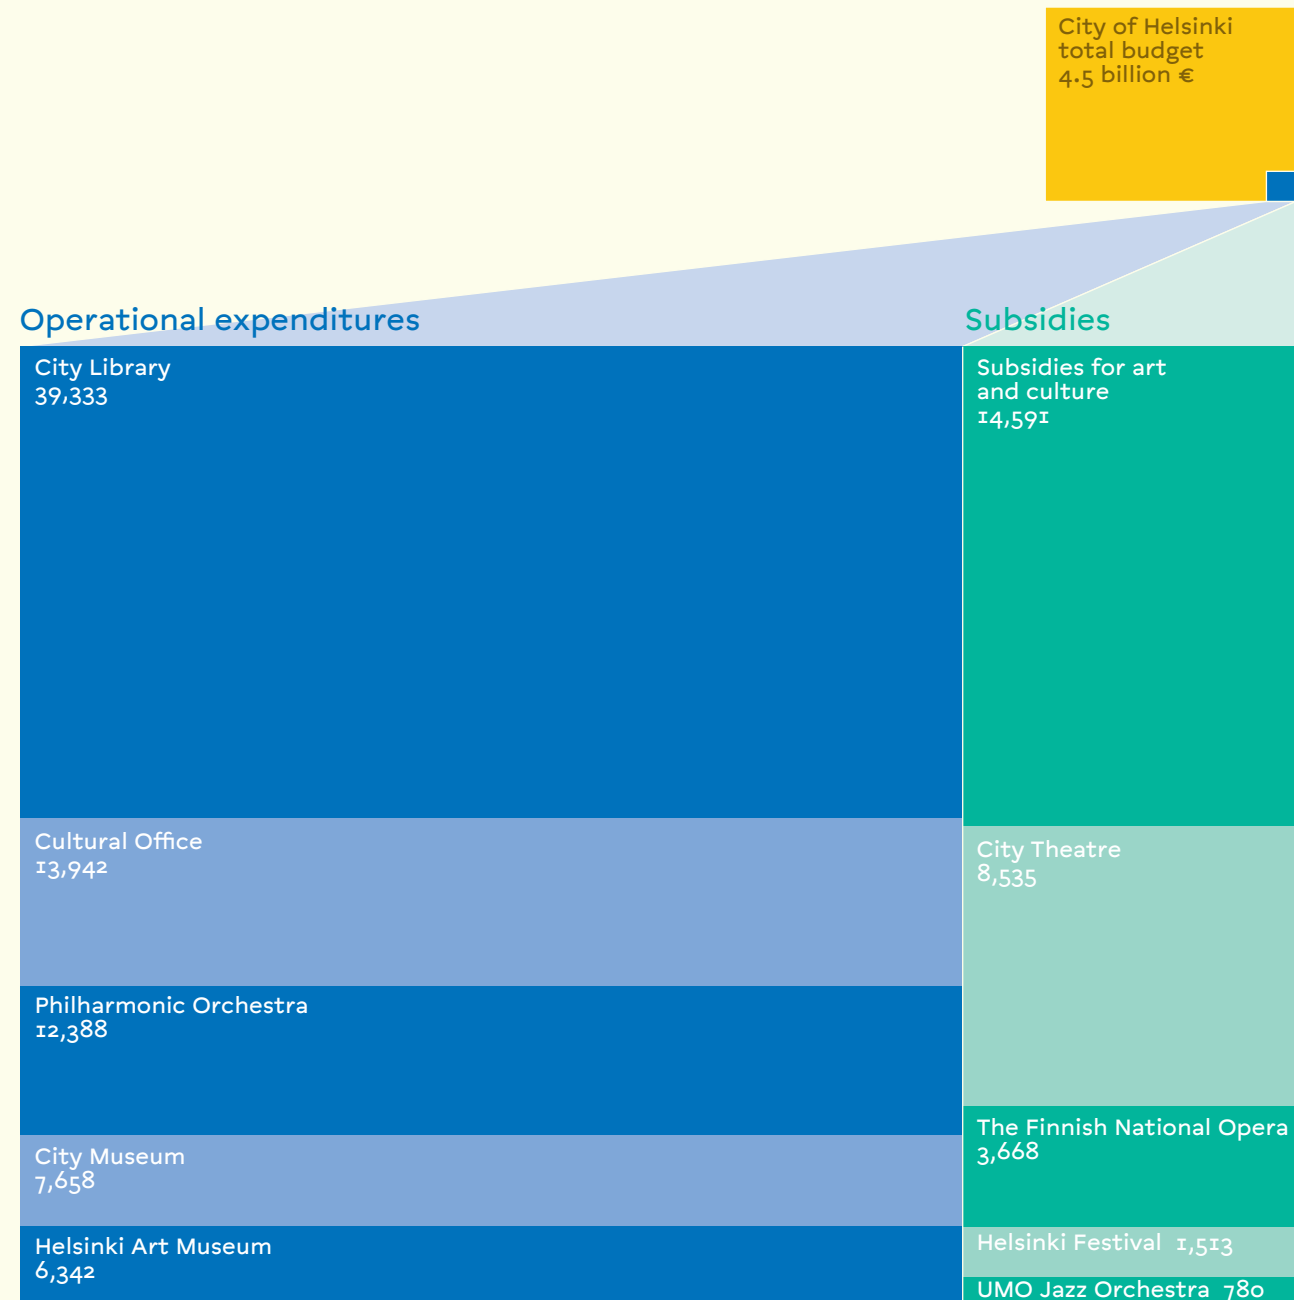 City of Helsinki
total budget
4.5 billion €
Operational expenditures
City Library
39,333
Cultural Office
13,942
Philharmonic Orchestra
12,388
City Museum
7,658
Helsinki Art Museum
6,342
Subsidies
Subsidies for art
and culture
14,591
City Theatre
8,535
The Finnish National Opera
3,668
Helsinki Festival 1,513
UMO Jazz Orchestra 780